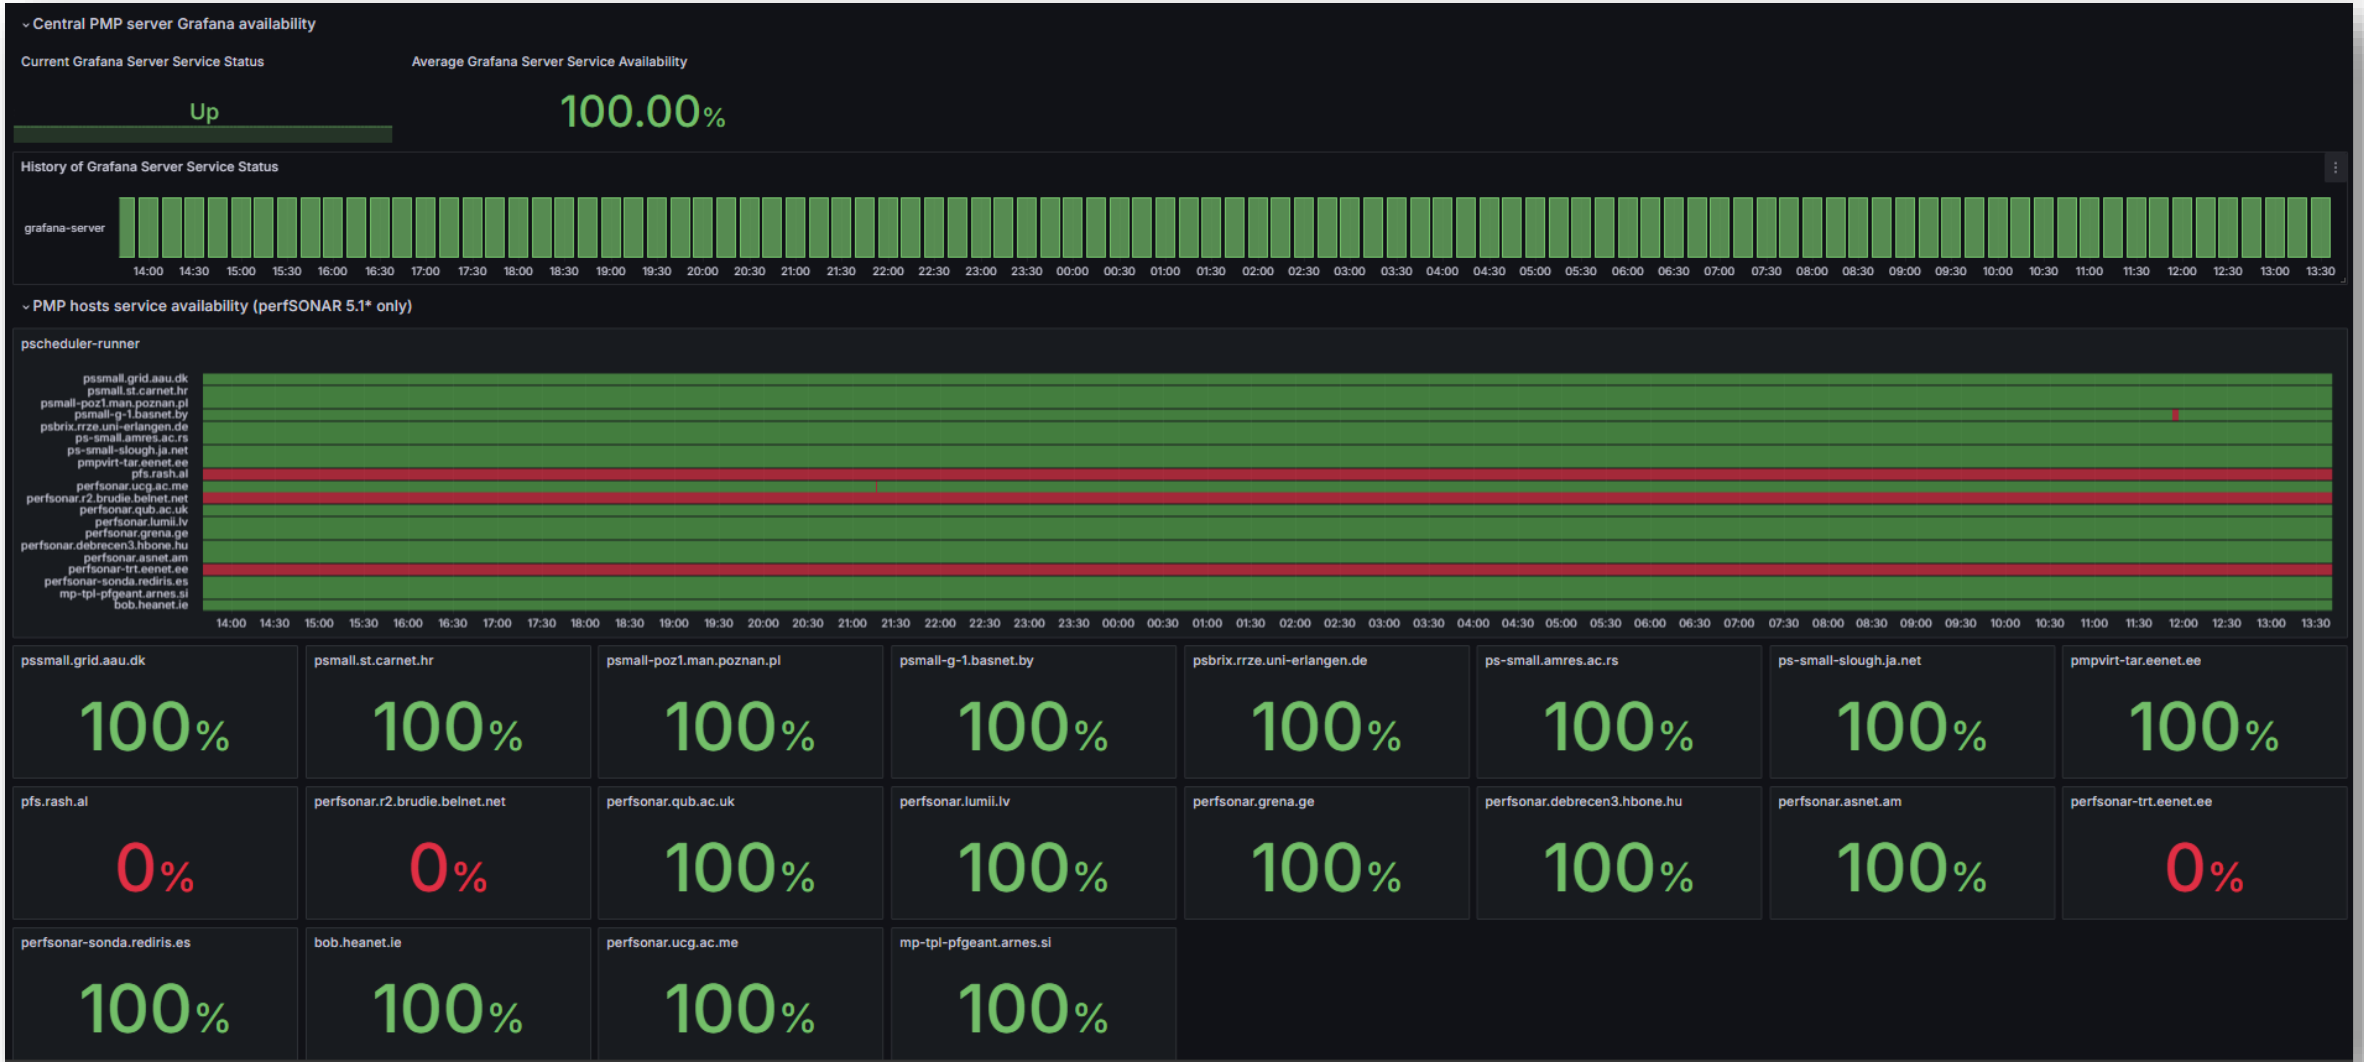 Central PMP server Grafana availability
Current Grafana Server Service Status
Average Grafana Server Service Availability
Up
100.00%
History of Grafana Server Service Status
grafana-server
14:00 14:30 15:00 15:30 16:00 16:30 17:00 17:30 18:00 18:30 19:00 19:30 20:00 20:30 21:00 21:30 22:00 22:30 23:00 23:30 00:00 00:30 01:00 01:30 02:00 02:30 03:00 03:30 04:00 04:30 05:00 05:30 06:00 06:30 07:00 07:30 08:00 08:30 09:00 09:30 10:00 10:30 11:00 11:30 12:00 12:30 13:00 13:30
PMP hosts service availability (perfSONAR 5.1* only)
pscheduler-runner
pssmall.grid.aau.dk
psmall.st.carnet.hr
psmall-poz1.man.poznan.pl
psmall-g-1.basnet.by
psbrix.rrze.uni-erlangen.de
ps-small.amres.ac.rs
ps-small-slough.ja.net
pmpvirt-tar.eenet.ee
pfs.rash.al
perfsonar.ucg.ac.me
perfsonar.r2.brudie.belnet.net
perfsonar.qub.ac.uk
perfsonar.lumii.lv
perfsonar.grena.ge
perfsonar.debrecen3.hbone.hu
perfsonar.asnet.am
perfsonar-trt.eenet.ee
perfsonar-sonda.rediris.es
mp-tpl-pfgeant.arnes.si
bob.heanet.ie
14:00 14:30 15:00 15:30 16:00 16:30 17:00 17:30 18:00 18:30 19:00 19:30 20:00 20:30 21:00 21:30 22:00 22:30 23:00 23:30 00:00 00:30 01:00 01:30 02:00 02:30 03:00 03:30 04:00 04:30 05:00 05:30 06:00 06:30 07:00 07:30 08:00 08:30 09:00 09:30 10:00 10:30 11:00 11:30 12:00 12:30 13:00 13:30
pssmall.grid.aau.dk
100%
psmall.st.carnet.hr
100%
psmall-poz1.man.poznan.pl
100%
psmall-g-1.basnet.by
100%
psbrix.rrze.uni-erlangen.de
100%
ps-small.amres.ac.rs
100%
ps-small-slough.ja.net
100%
pmpvirt-tar.eenet.ee
100%
pfs.rash.al
0%
perfsonar.r2.brudie.belnet.net
0%
perfsonar.qub.ac.uk
100%
perfsonar.lumii.lv
100%
perfsonar.grena.ge
100%
perfsonar.debrecen3.hbone.hu
100%
perfsonar.asnet.am
100%
perfsonar-trt.eenet.ee
0%
perfsonar-sonda.rediris.es
100%
bob.heanet.ie
100%
perfsonar.ucg.ac.me
100%
mp-tpl-pfgeant.arnes.si
100%